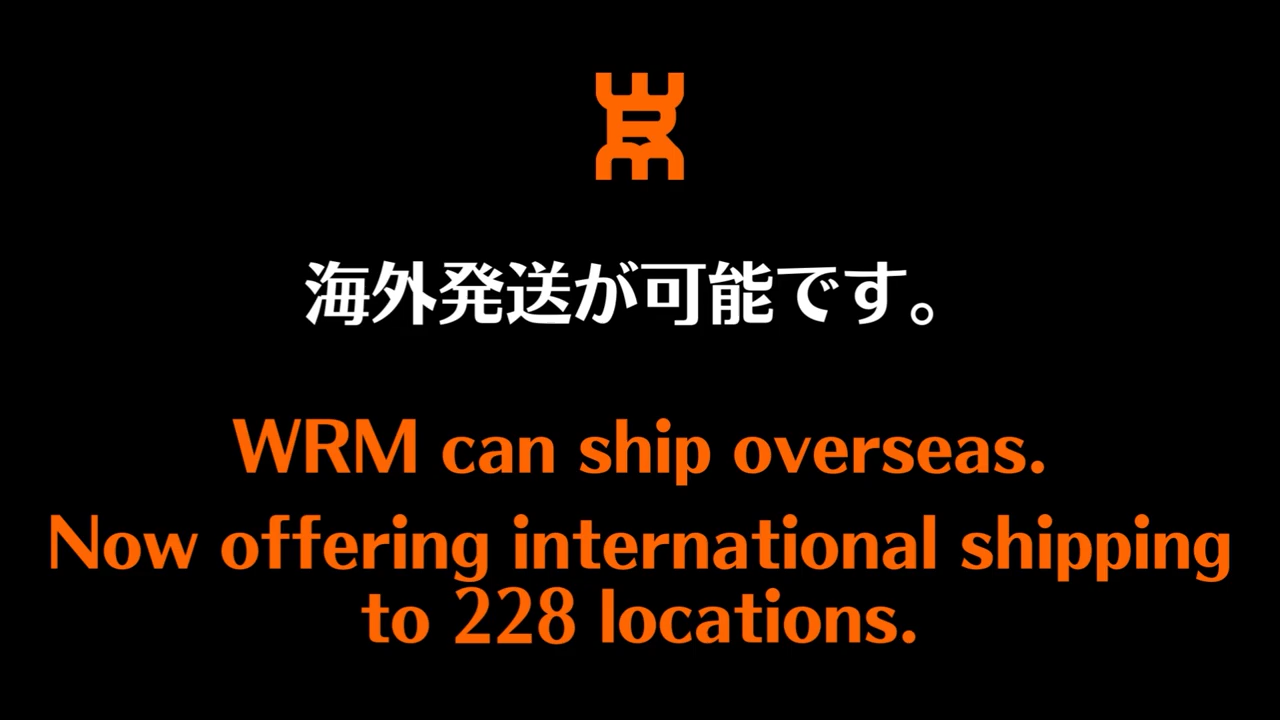 海外発送が可能です。
WRM can ship overseas.
Now offering international shipping
to 228 locations.